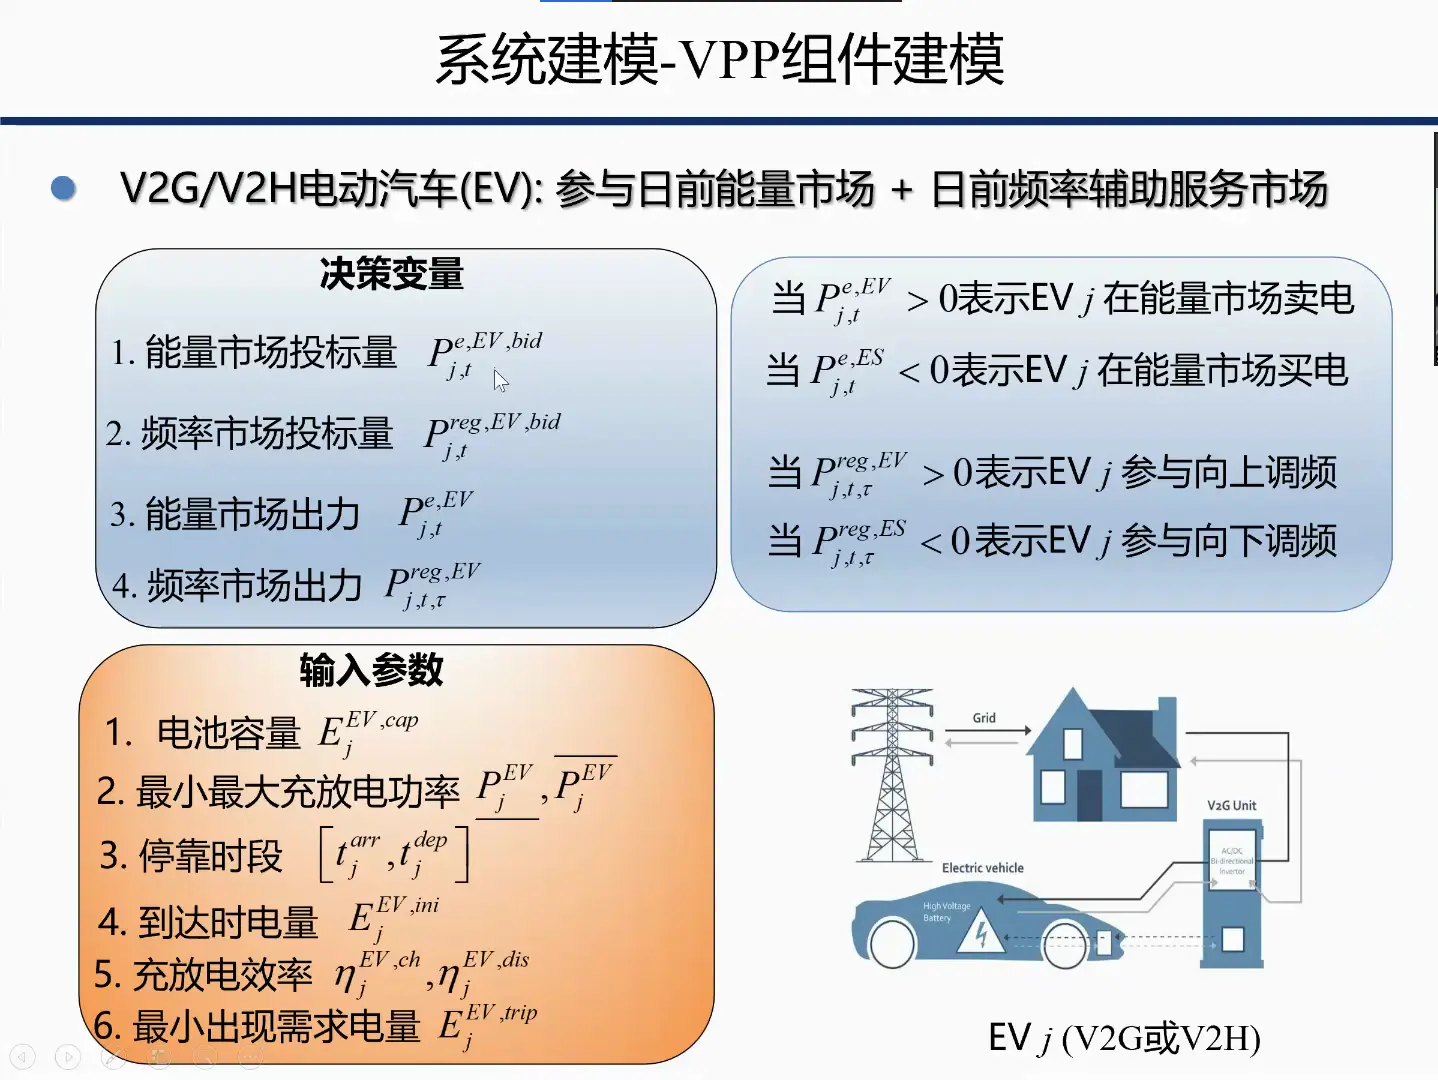 系统建模-VPP组件建模
V2G/V2H电动汽车(EV): 参与日前能量市场 + 日前频率辅助服务市场
决策变量
1. 能量市场投标量 P_{j,t}^{e,EV,bid}
2. 频率市场投标量 P_{j,t}^{reg,EV,bid}
3. 能量市场出力 P_{j,t}^{e,EV}
4. 频率市场出力 P_{j,t,τ}^{reg,EV}
当 P_{j,t}^{e,EV} > 0表示EV j 在能量市场卖电
当 P_{j,t}^{e,ES} < 0表示EV j 在能量市场买电
当 P_{j,t,τ}^{reg,EV} > 0表示EV j 参与向上调频
当 P_{j,t,τ}^{reg,ES} < 0表示EV j 参与向下调频
输入参数
1. 电池容量 E_j^{EV,cap}
2. 最小最大充放电功率 \underline{P_j^{EV}}, \overline{P_j^{EV}}
3. 停靠时段 [t_j^{arr}, t_j^{dep}]
4. 到达时电量 E_j^{EV,ini}
5. 充放电效率 η_j^{EV,ch}, η_j^{EV,dis}
6. 最小出现需求电量 E_j^{EV,trip}
Grid
V2G Unit
AC/DC
Bi-directional
Inverter
Electric vehicle
High Voltage
Battery
EV j (V2G或V2H)